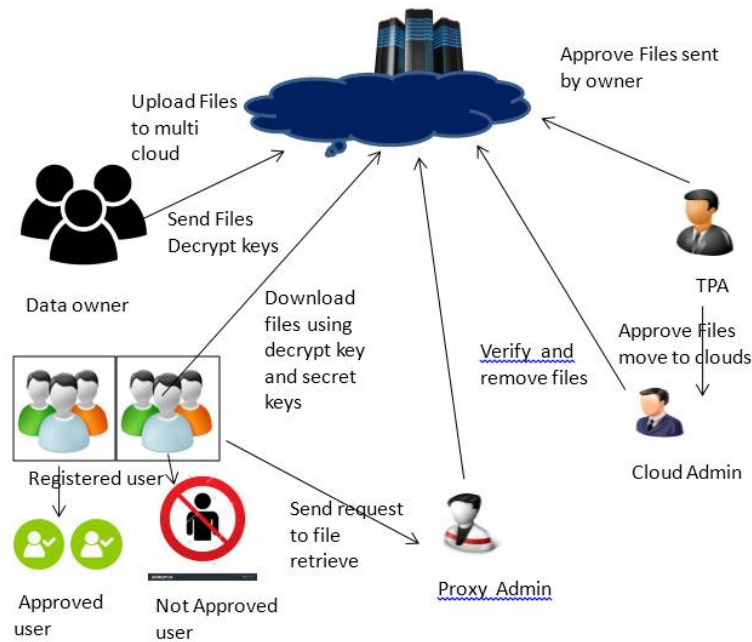 Approve Files sent
by owner
Upload Files
to multi
cloud
Send Files
Decrypt keys
Data owner
TPA
Download
files using
decrypt key
and secret
keys
Verify and
remove files
Approve Files
move to clouds
Cloud Admin
Registered user
Send request
to file
retrieve
Proxy Admin
Approved
user
Not Approved
user